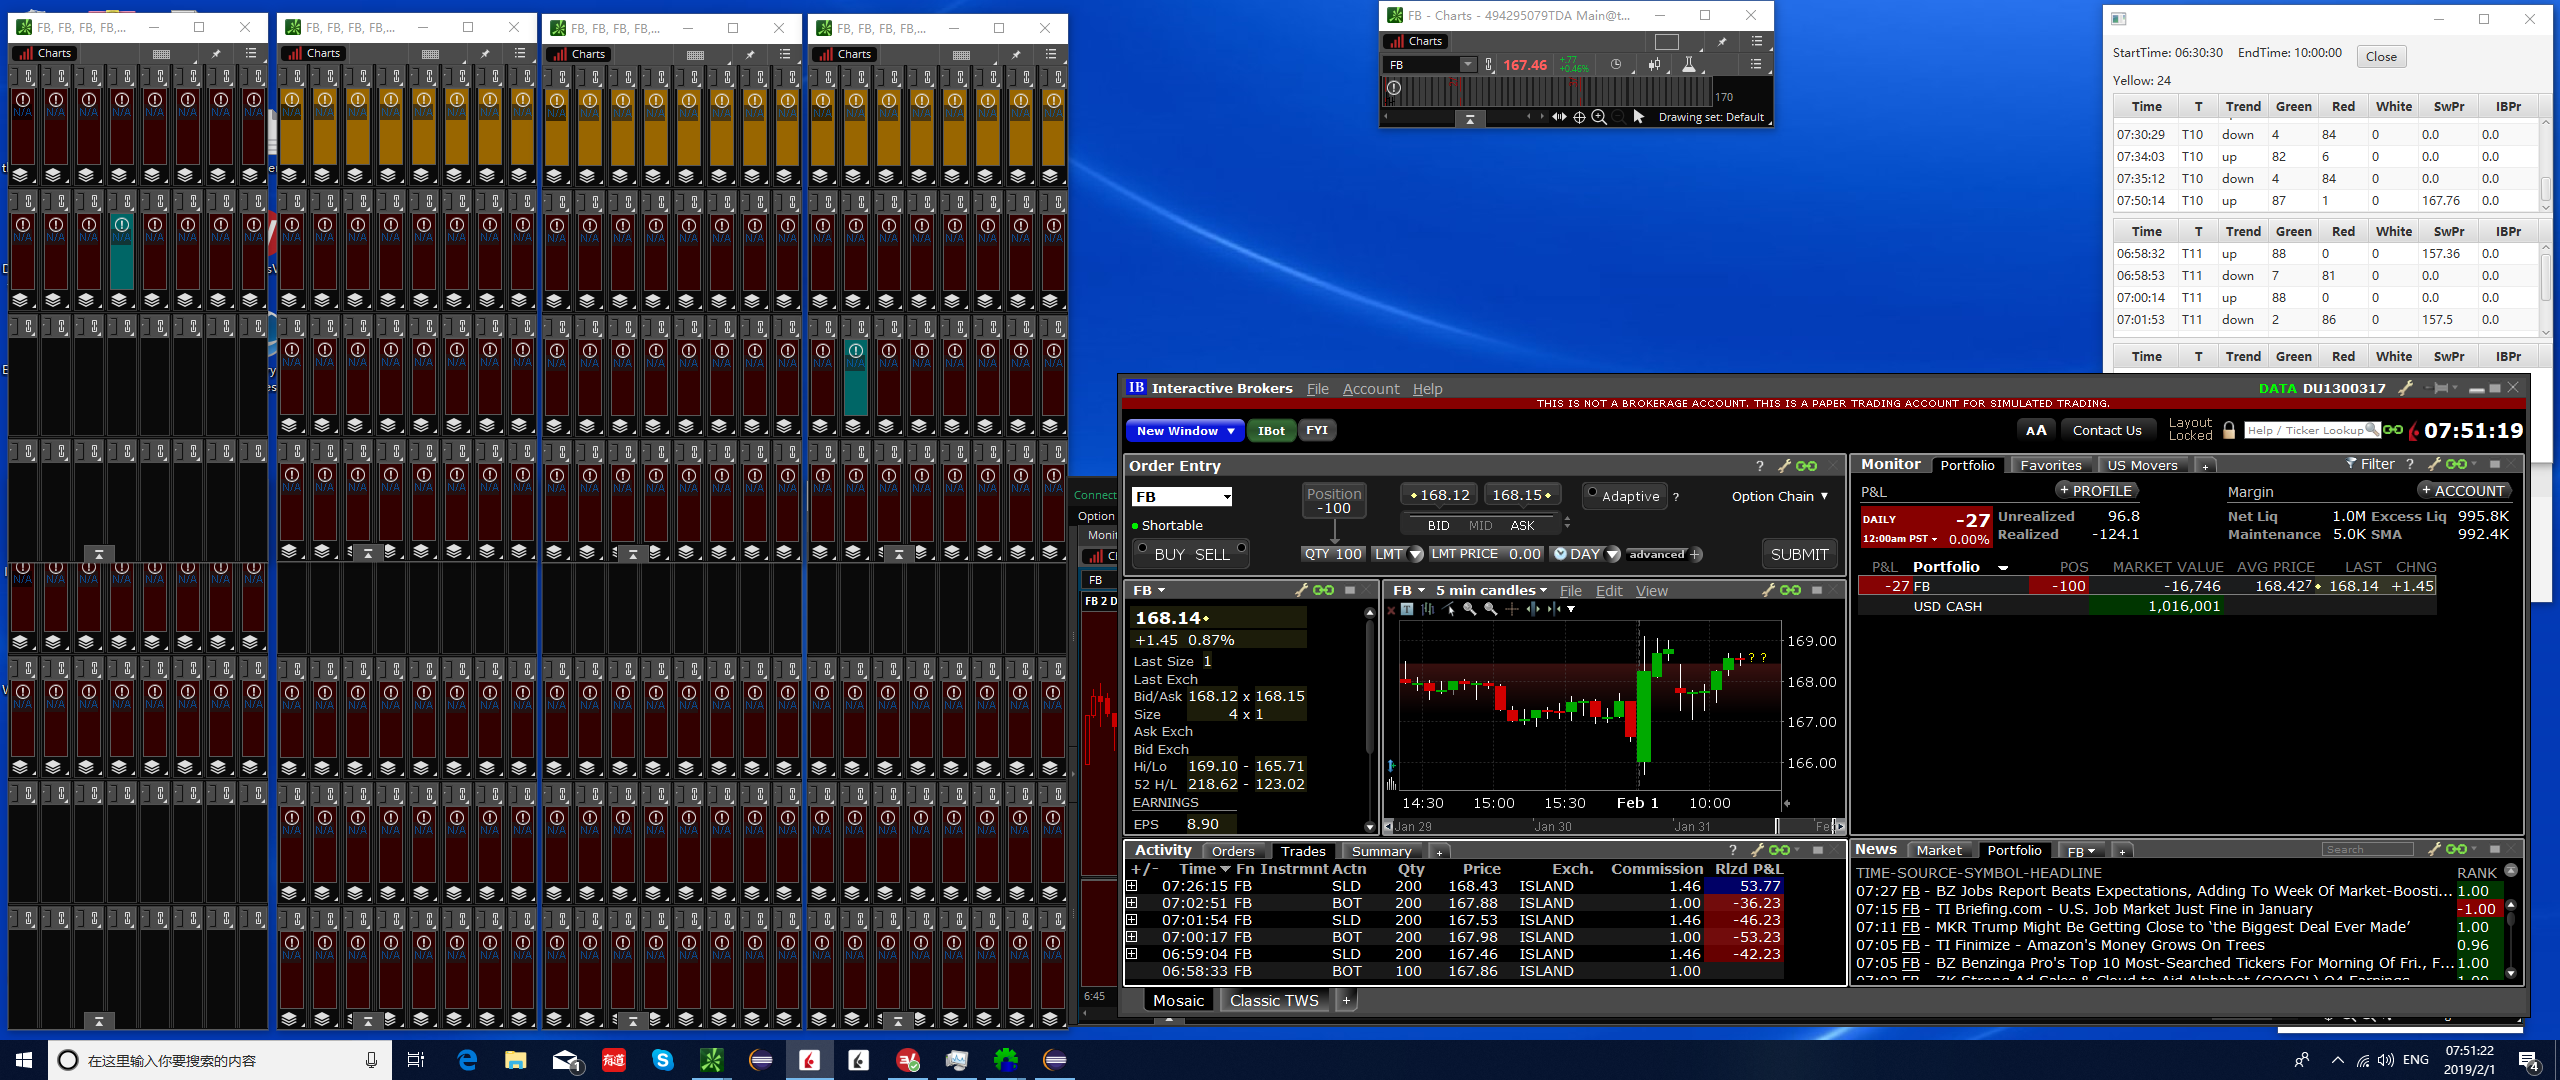 FB, FB, FB, FB,...
FB, FB, FB, FB,...
FB, FB, FB, FB,...
FB, FB, FB, FB,...
Charts
Charts
Charts
Charts
FB - Charts - 494295079TDA Main@t...
Charts
FB
167.46
+.77
+0.46%
170
Drawing set: Default
StartTime: 06:30:30 EndTime: 10:00:00 Close
Yellow: 24
Time T Trend Green Red White SwPr IBPr
07:30:29 T10 down 4 84 0 0.0 0.0
07:34:03 T10 up 82 6 0 0.0 0.0
07:35:12 T10 down 4 84 0 0.0 0.0
07:50:14 T10 up 87 1 0 167.76 0.0
Time T Trend Green Red White SwPr IBPr
06:58:32 T11 up 88 0 0 157.36 0.0
06:58:53 T11 down 7 81 0 0.0 0.0
07:00:14 T11 up 88 0 0 0.0 0.0
07:01:53 T11 down 2 86 0 157.5 0.0
Time T Trend Green Red White SwPr IBPr
IB Interactive Brokers File Account Help
DATA DU1300317
THIS IS NOT A BROKERAGE ACCOUNT. THIS IS A PAPER TRADING ACCOUNT FOR SIMULATED TRADING.
New Window IBot FYI
AA Contact Us Layout Locked Help / Ticker Lookup 07:51:19
Order Entry
FB
Position
-100
168.12 168.15
BID MID ASK
Adaptive ?
Option Chain
Shortable
BUY SELL
QTY 100 LMT LMT PRICE 0.00 DAY advanced +
SUBMIT
Monitor Portfolio Favorites US Movers + Filter ?
P&L + PROFILE Margin + ACCOUNT
DAILY -27
12:00am PST 0.00%
Unrealized 96.8
Realized -124.1
Net Liq 1.0M Excess Liq 995.8K
Maintenance 5.0K SMA 992.4K
P&L Portfolio POS MARKET VALUE AVG PRICE LAST CHNG
-27 FB -100 -16,746 168.427 168.14 +1.45
USD CASH 1,016,001
FB
168.14
+1.45 0.87%
Last Size 1
Last Exch
Bid/Ask 168.12 x 168.15
Size 4 x 1
Ask Exch
Bid Exch
Hi/Lo 169.10 - 165.71
52 H/L 218.62 - 123.02
EARNINGS
EPS 8.90
FB 5 min candles File Edit View
169.00
168.00
167.00
166.00
14:30 15:00 15:30 Feb 1 10:00
Jan 29 Jan 30 Jan 31
Activity Orders Trades Summary +
+/- Time Fn Instrmnt Actn Qty Price Exch. Commission Rlzd P&L
07:26:15 FB SLD 200 168.43 ISLAND 1.46 53.77
07:02:51 FB BOT 200 167.88 ISLAND 1.00 -36.23
07:01:54 FB SLD 200 167.53 ISLAND 1.46 -46.23
07:00:17 FB BOT 200 167.98 ISLAND 1.00 -53.23
06:59:04 FB SLD 200 167.46 ISLAND 1.46 -42.23
06:58:33 FB BOT 100 167.86 ISLAND 1.00
Mosaic Classic TWS +
News Market Portfolio FB + Search
TIME-SOURCE-SYMBOL-HEADLINE RANK
07:27 FB - BZ Jobs Report Beats Expectations, Adding To Week Of Market-Boosti... 1.00
07:15 FB - TI Briefing.com - U.S. Job Market Just Fine in January -1.00
07:11 FB - MKR Trump Might Be Getting Close to ‘the Biggest Deal Ever Made’ 1.00
07:05 FB - TI Finimize - Amazon's Money Grows On Trees 0.96
07:05 FB - BZ Benzinga Pro's Top 10 Most-Searched Tickers For Morning Of Fri., F... 1.00
Connect
Option
Monit
FB
FB 2 D
6:45
在这里输入你要搜索的内容
有道
ENG
07:51:22
2019/2/1